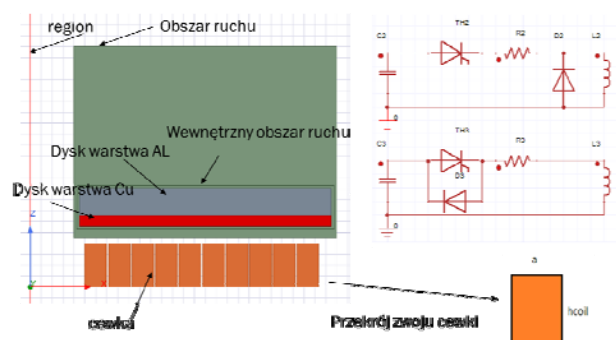 region
Obszar ruchu
Wewnętrzny obszar ruchu
Dysk warstwa AL
Dysk warstwa Cu
Z
Y
X
cewka
Przekrój zwoju cewki
C2
TH2
R2
D2
L2
0
C3
TH3
R3
D3
L3
0
a
hcoil